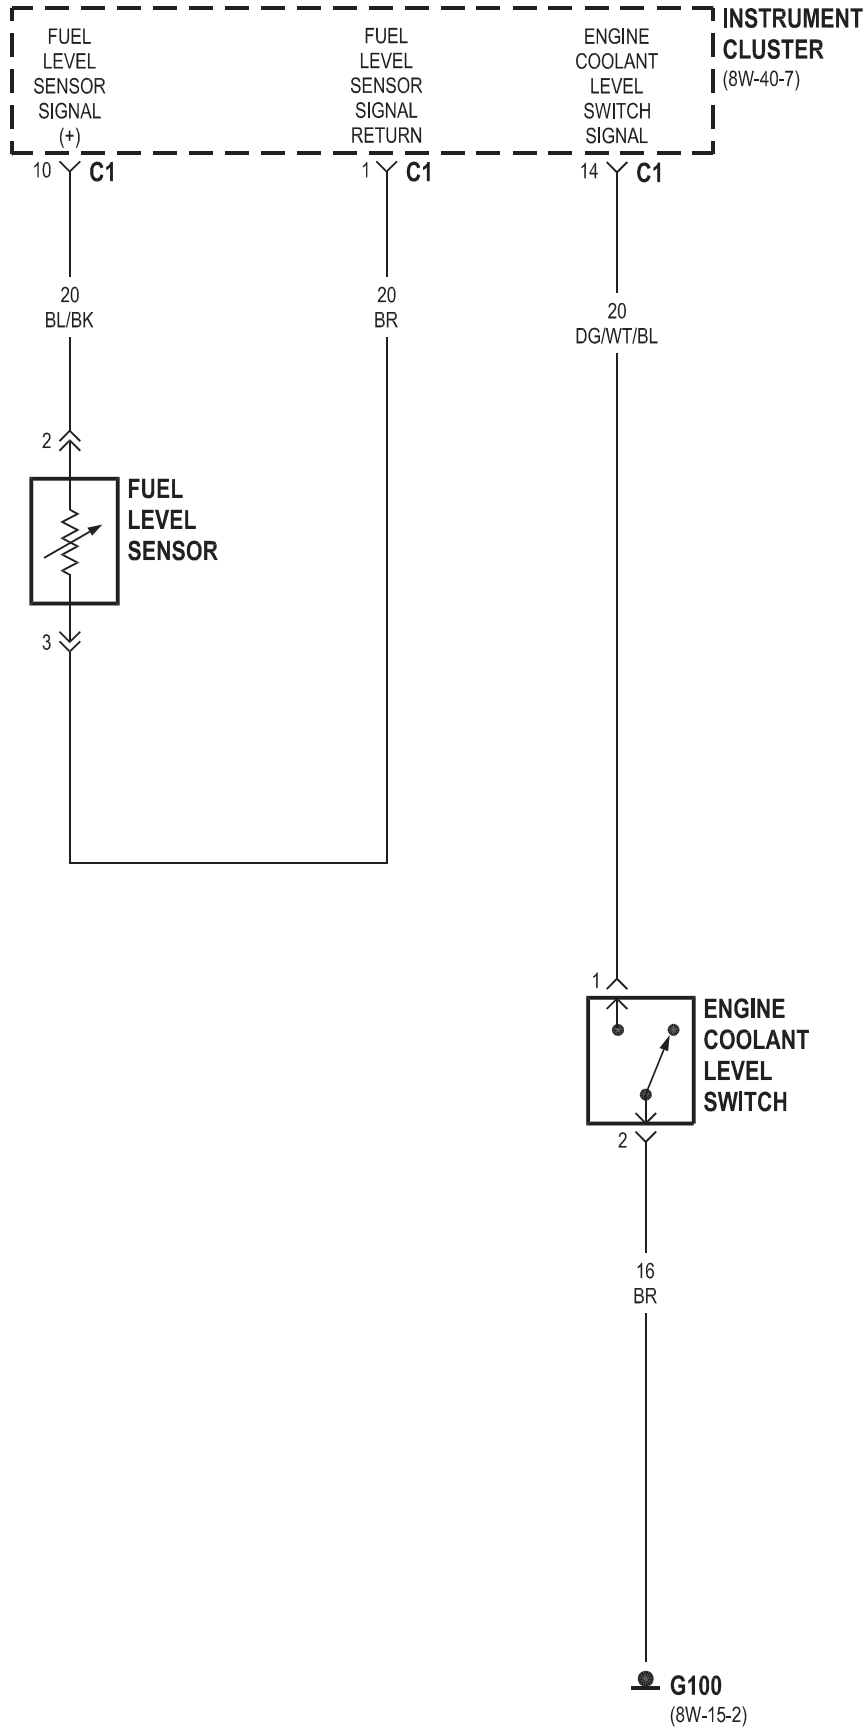 FUEL
LEVEL
SENSOR
SIGNAL
(+)
FUEL
LEVEL
SENSOR
SIGNAL
RETURN
ENGINE
COOLANT
LEVEL
SWITCH
SIGNAL
INSTRUMENT
CLUSTER
(8W-40-7)
10 C1
1 C1
14 C1
20
BL/BK
20
BR
20
DG/WT/BL
2
FUEL
LEVEL
SENSOR
3
1
ENGINE
COOLANT
LEVEL
SWITCH
2
16
BR
G100
(8W-15-2)